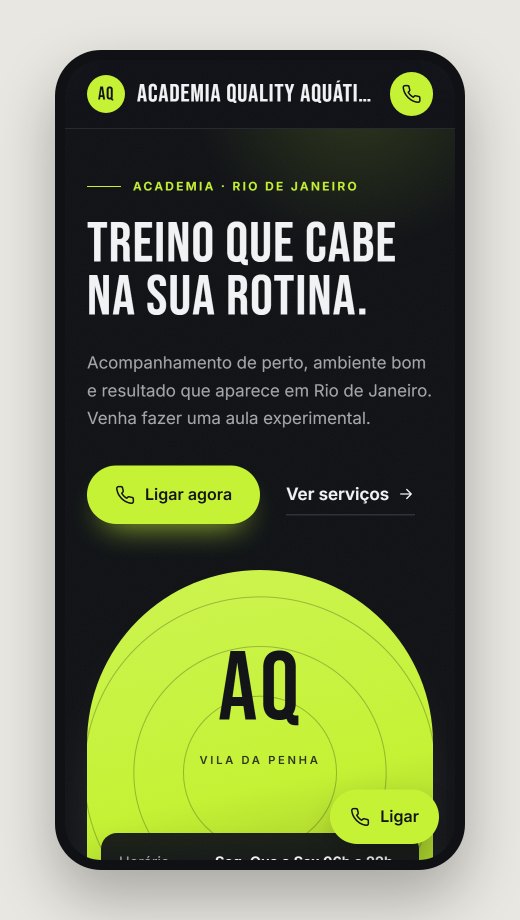 AQ
ACADEMIA QUALITY AQUÁTI...
ACADEMIA · RIO DE JANEIRO
TREINO QUE CABE
NA SUA ROTINA.
Acompanhamento de perto, ambiente bom
e resultado que aparece em Rio de Janeiro.
Venha fazer uma aula experimental.
Ligar agora
Ver serviços →
AQ
VILA DA PENHA
Ligar
Horário